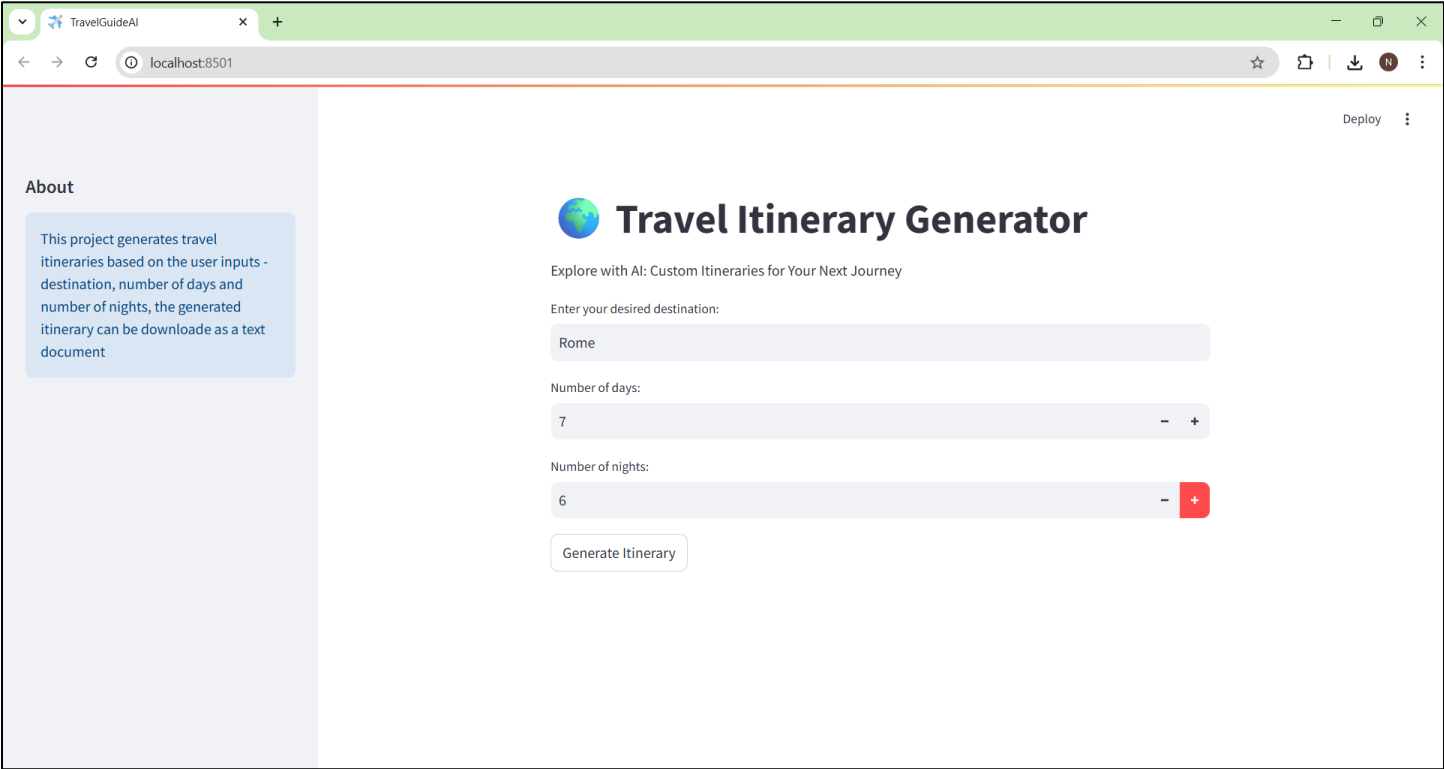 TravelGuideAI
localhost:8501
N
Deploy
About
This project generates travel
itineraries based on the user inputs -
destination, number of days and
number of nights, the generated
itinerary can be downloade as a text
document
Travel Itinerary Generator
Explore with AI: Custom Itineraries for Your Next Journey
Enter your desired destination:
Rome
Number of days:
7
Number of nights:
6
Generate Itinerary